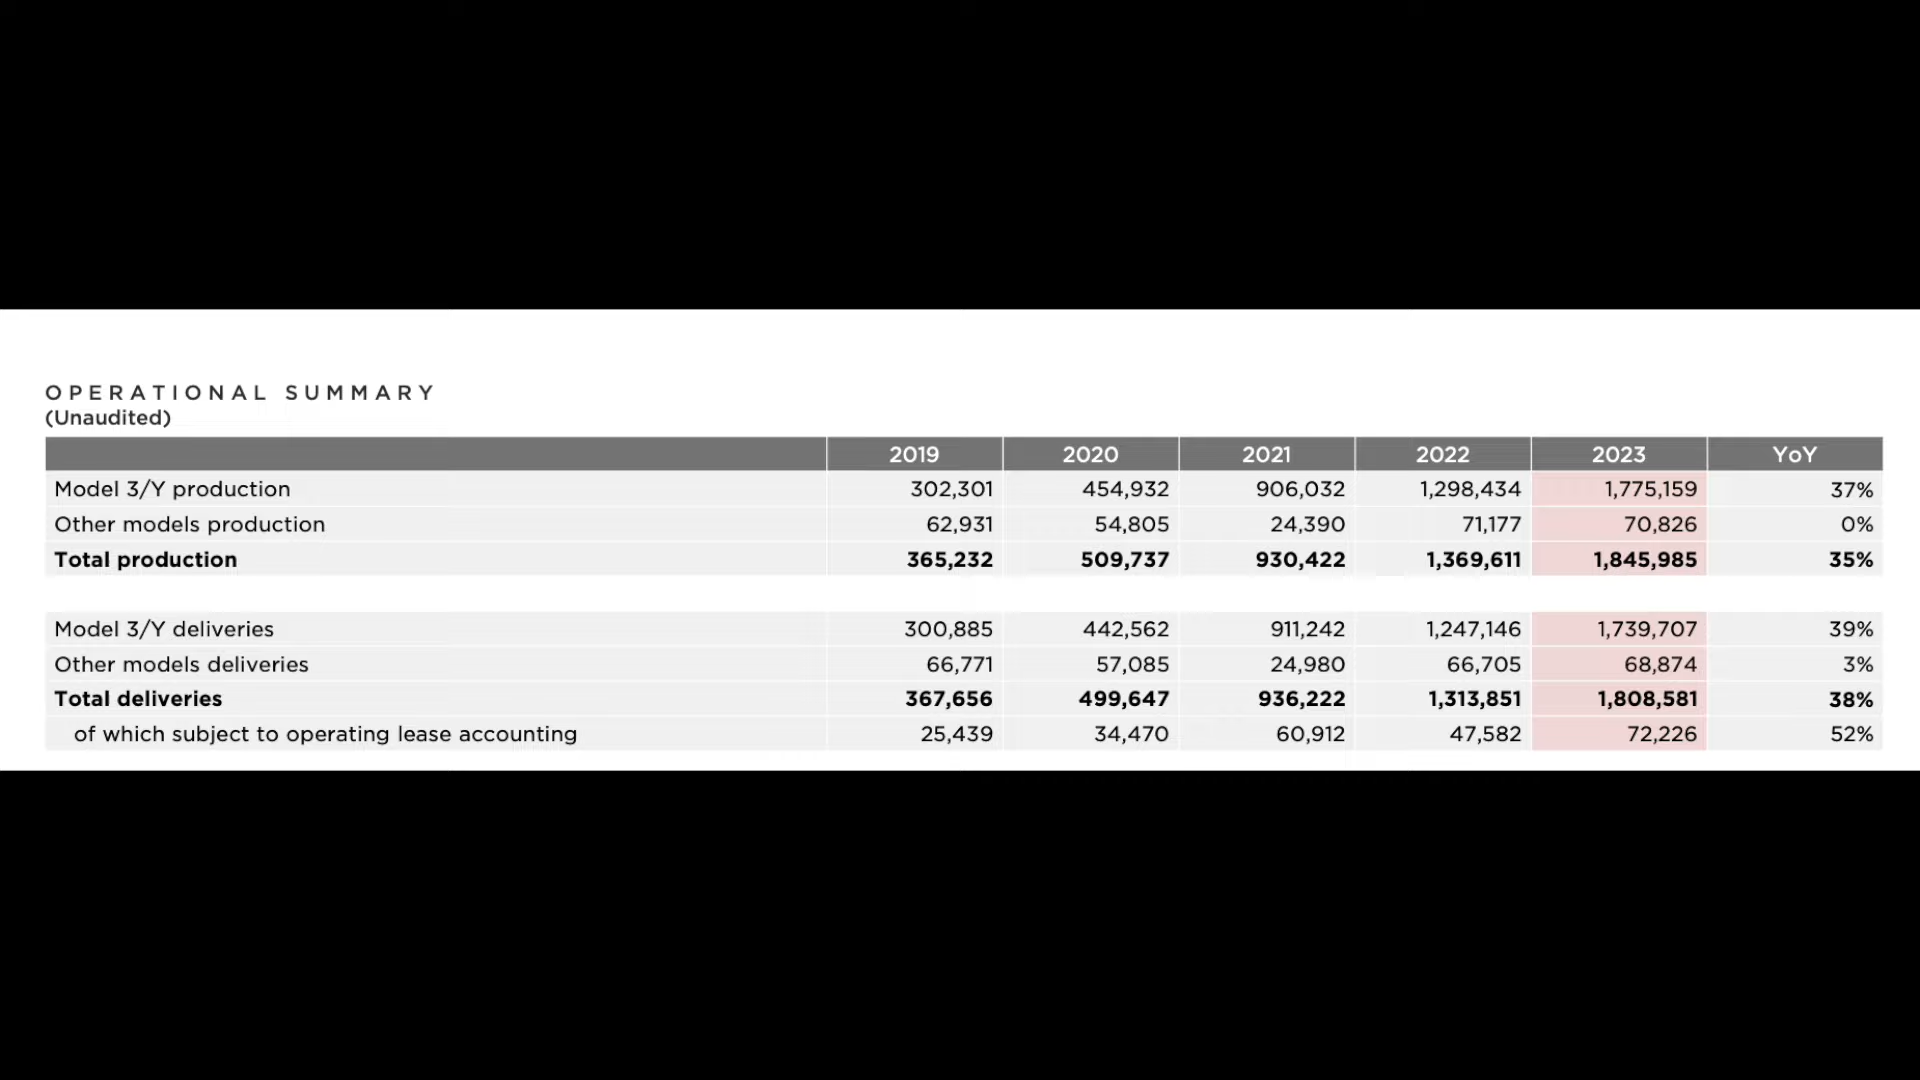 OPERATIONAL SUMMARY
(Unaudited)
2019 2020 2021 2022 2023 YoY
Model 3/Y production 302,301 454,932 906,032 1,298,434 1,775,159 37%
Other models production 62,931 54,805 24,390 71,177 70,826 0%
Total production 365,232 509,737 930,422 1,369,611 1,845,985 35%
Model 3/Y deliveries 300,885 442,562 911,242 1,247,146 1,739,707 39%
Other models deliveries 66,771 57,085 24,980 66,705 68,874 3%
Total deliveries 367,656 499,647 936,222 1,313,851 1,808,581 38%
of which subject to operating lease accounting 25,439 34,470 60,912 47,582 72,226 52%